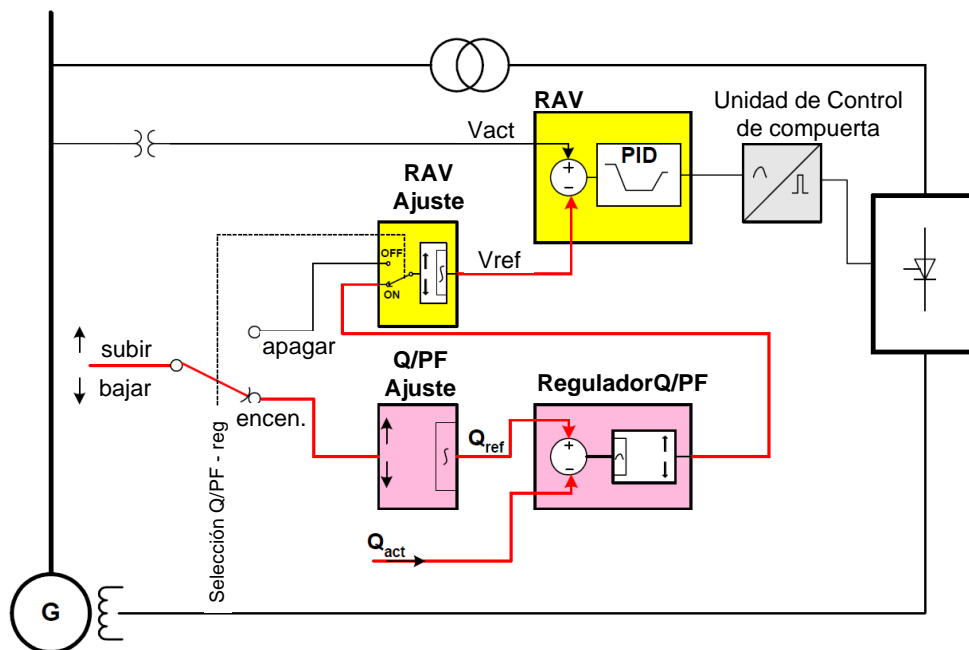 RAV
Unidad de Control
de compuerta
Vact
+
−
PID
RAV
Ajuste
OFF
ON
Vref
subir
bajar
apagar
encen.
Selección Q/PF - reg
Q/PF
Ajuste
ReguladorQ/PF
Qref
+
−
Qact
G